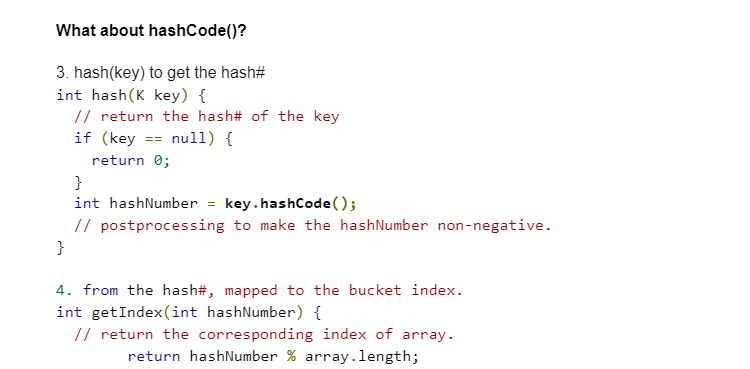 What about hashCode()?
3. hash(key) to get the hash#
int hash(K key) {
// return the hash# of the key
if (key == null) {
return 0;
}
int hashNumber = key.hashCode();
// postprocessing to make the hashNumber non-negative.
}
4. from the hash#, mapped to the bucket index.
int getIndex(int hashNumber) {
// return the corresponding index of array.
return hashNumber % array.length;